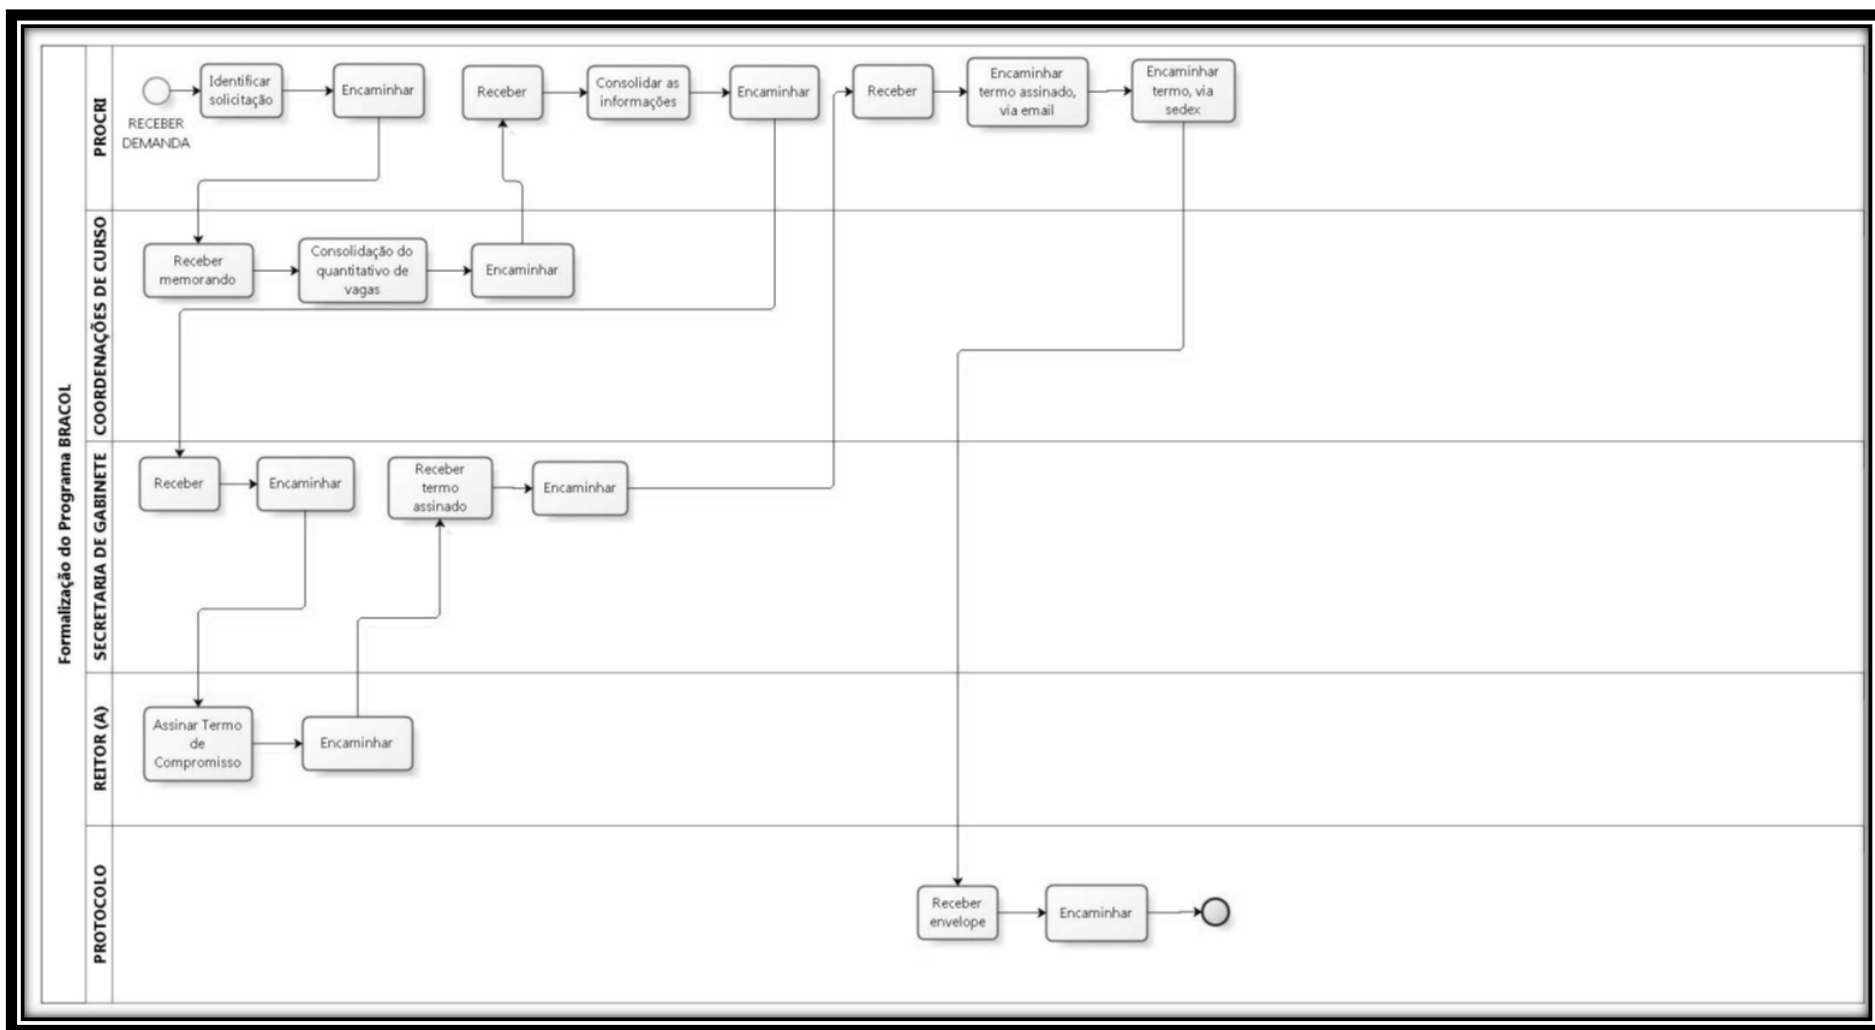 Formalização do Programa BRACOL
PROCRI
RECEBER
DEMANDA
Identificar
solicitação
Encaminhar
Receber
Consolidar as
informações
Encaminhar
Receber
Encaminhar
termo assinado,
via email
Encaminhar
termo, via
sedex
COORDENAÇÕES DE CURSO
Receber
memorando
Consolidação do
quantitativo de
vagas
Encaminhar
SECRETARIA DE GABINETE
Receber
Encaminhar
Receber
termo
assinado
Encaminhar
REITOR (A)
Assinar Termo
de
Compromisso
Encaminhar
PROTOCOLO
Receber
envelope
Encaminhar